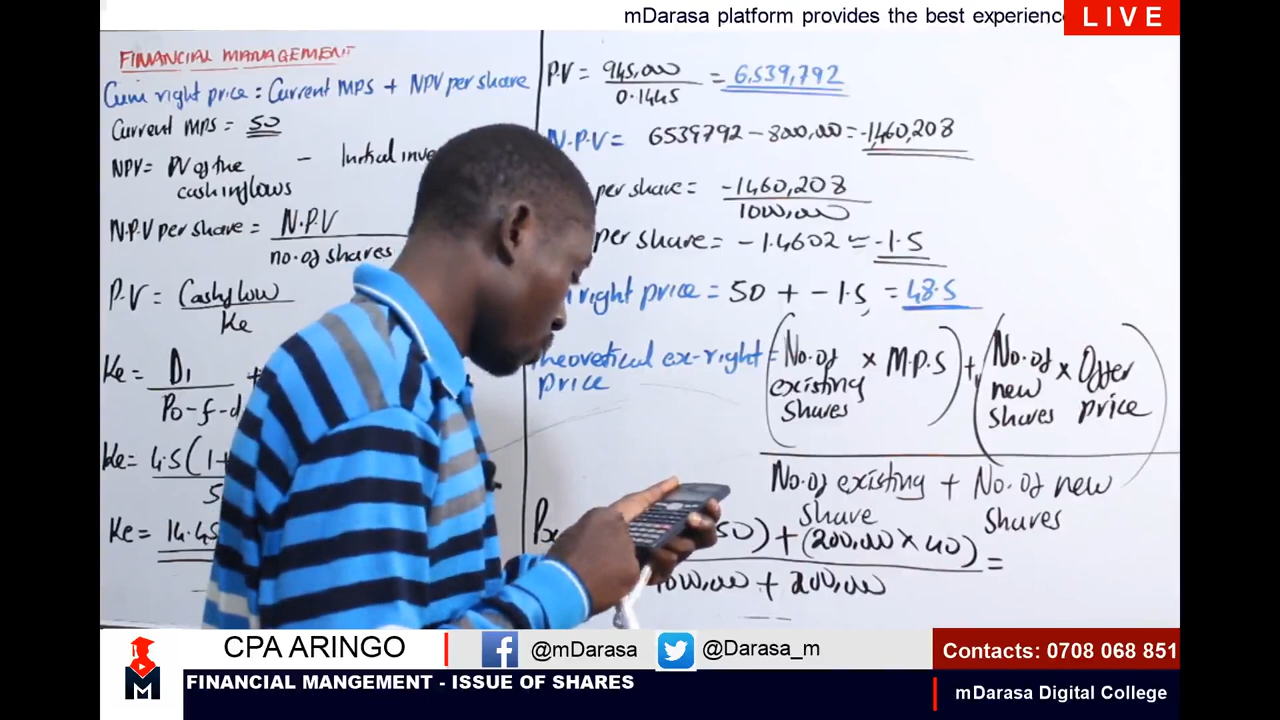 mDarasa platform provides the best experienc
LIVE
FINANCIAL MANAGEMENT
Cum right price = Current MPS + NPV per share
Current MPS = 50
NPV = PV of the cash inflows - Initial inve
N.P.V per share = N.P.V
no. of shares
P.V = Cashflow
Ke
Ke = D1 +
Po-f-d
Ke = 4.5(1+
5
Ke = 14.45
P.V = 945,000 = 6,539,792
0.1445
N.P.V = 6539792 - 800,000 = -1,460,208
per share = -1460,208
1000,000
per share = -1.4602 = -1.5
right price = 50 + -1.5 = 48.5
Theoretical ex-right price = (No. of existing shares × M.P.S) + (No. of new shares × Offer price)
No. of existing share + No. of new shares
50) + (200,000 × 40) =
1000,000 + 200,000
CPA ARINGO
@mDarasa
@Darasa_m
Contacts: 0708 068 851
FINANCIAL MANGEMENT - ISSUE OF SHARES
mDarasa Digital College